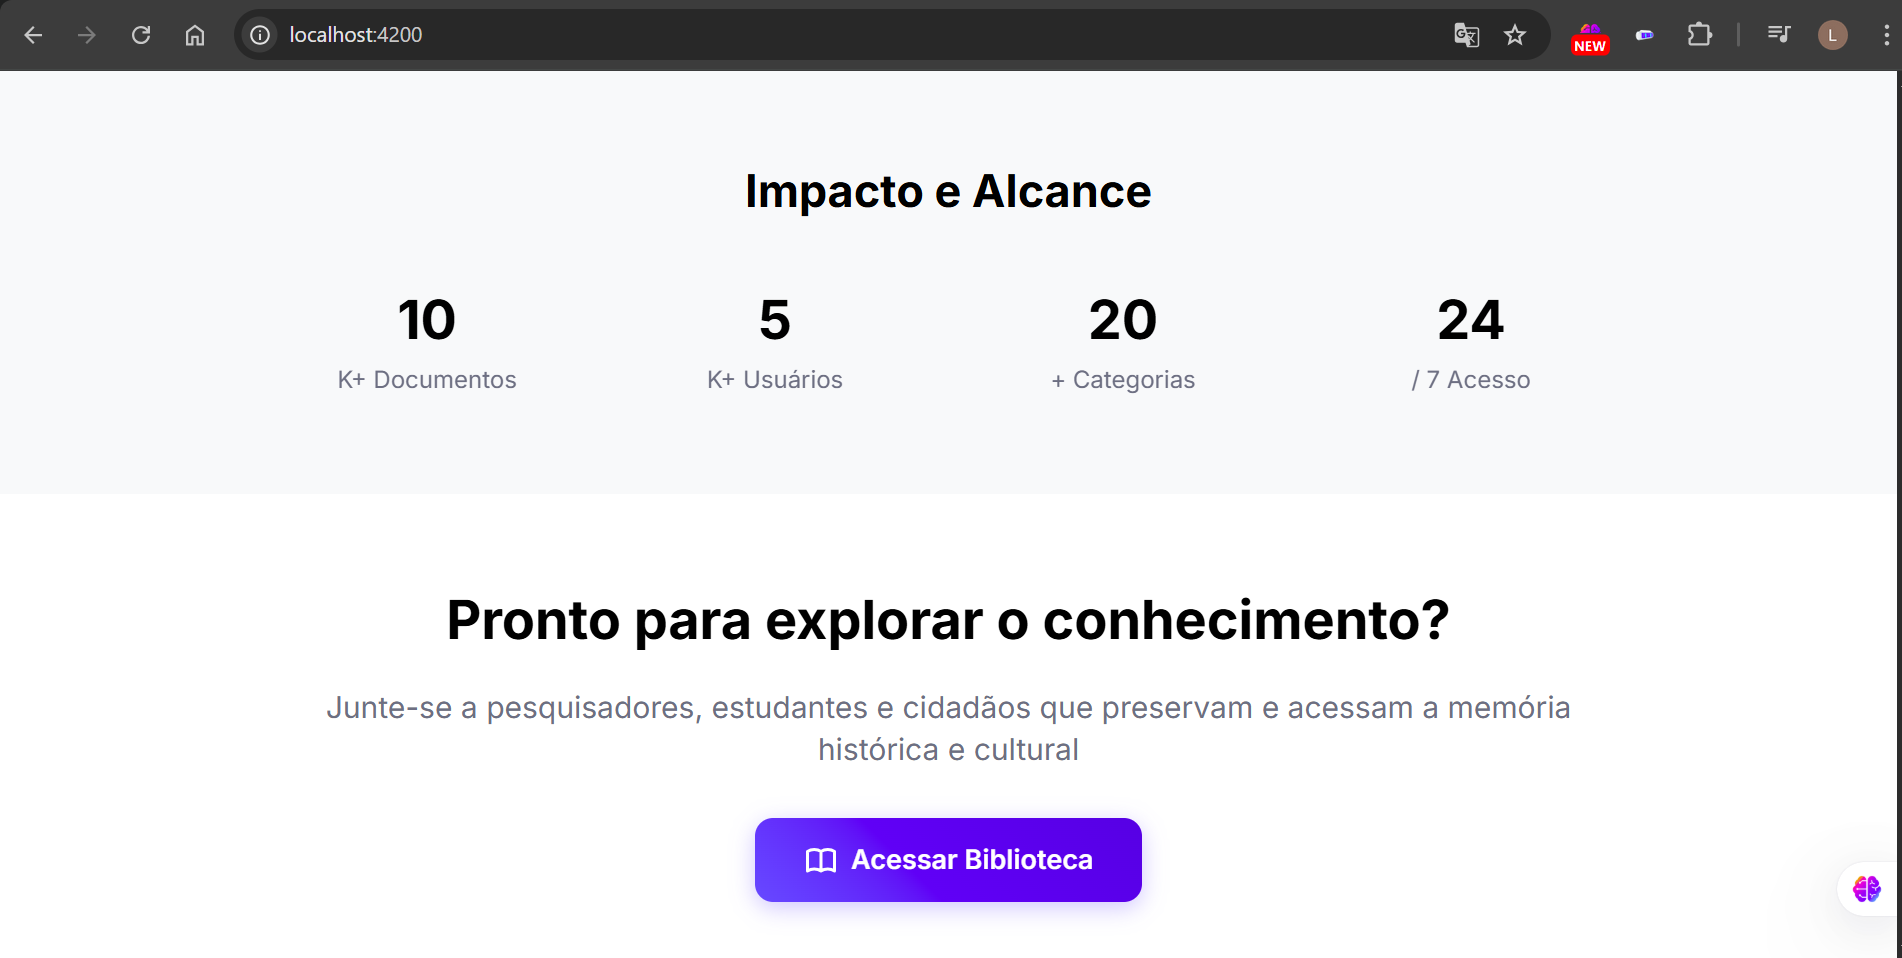 localhost:4200
NEW
L
Impacto e Alcance
10
5
20
24
K+ Documentos
K+ Usuários
+ Categorias
/ 7 Acesso
Pronto para explorar o conhecimento?
Junte-se a pesquisadores, estudantes e cidadãos que preservam e acessam a memória
histórica e cultural
Acessar Biblioteca